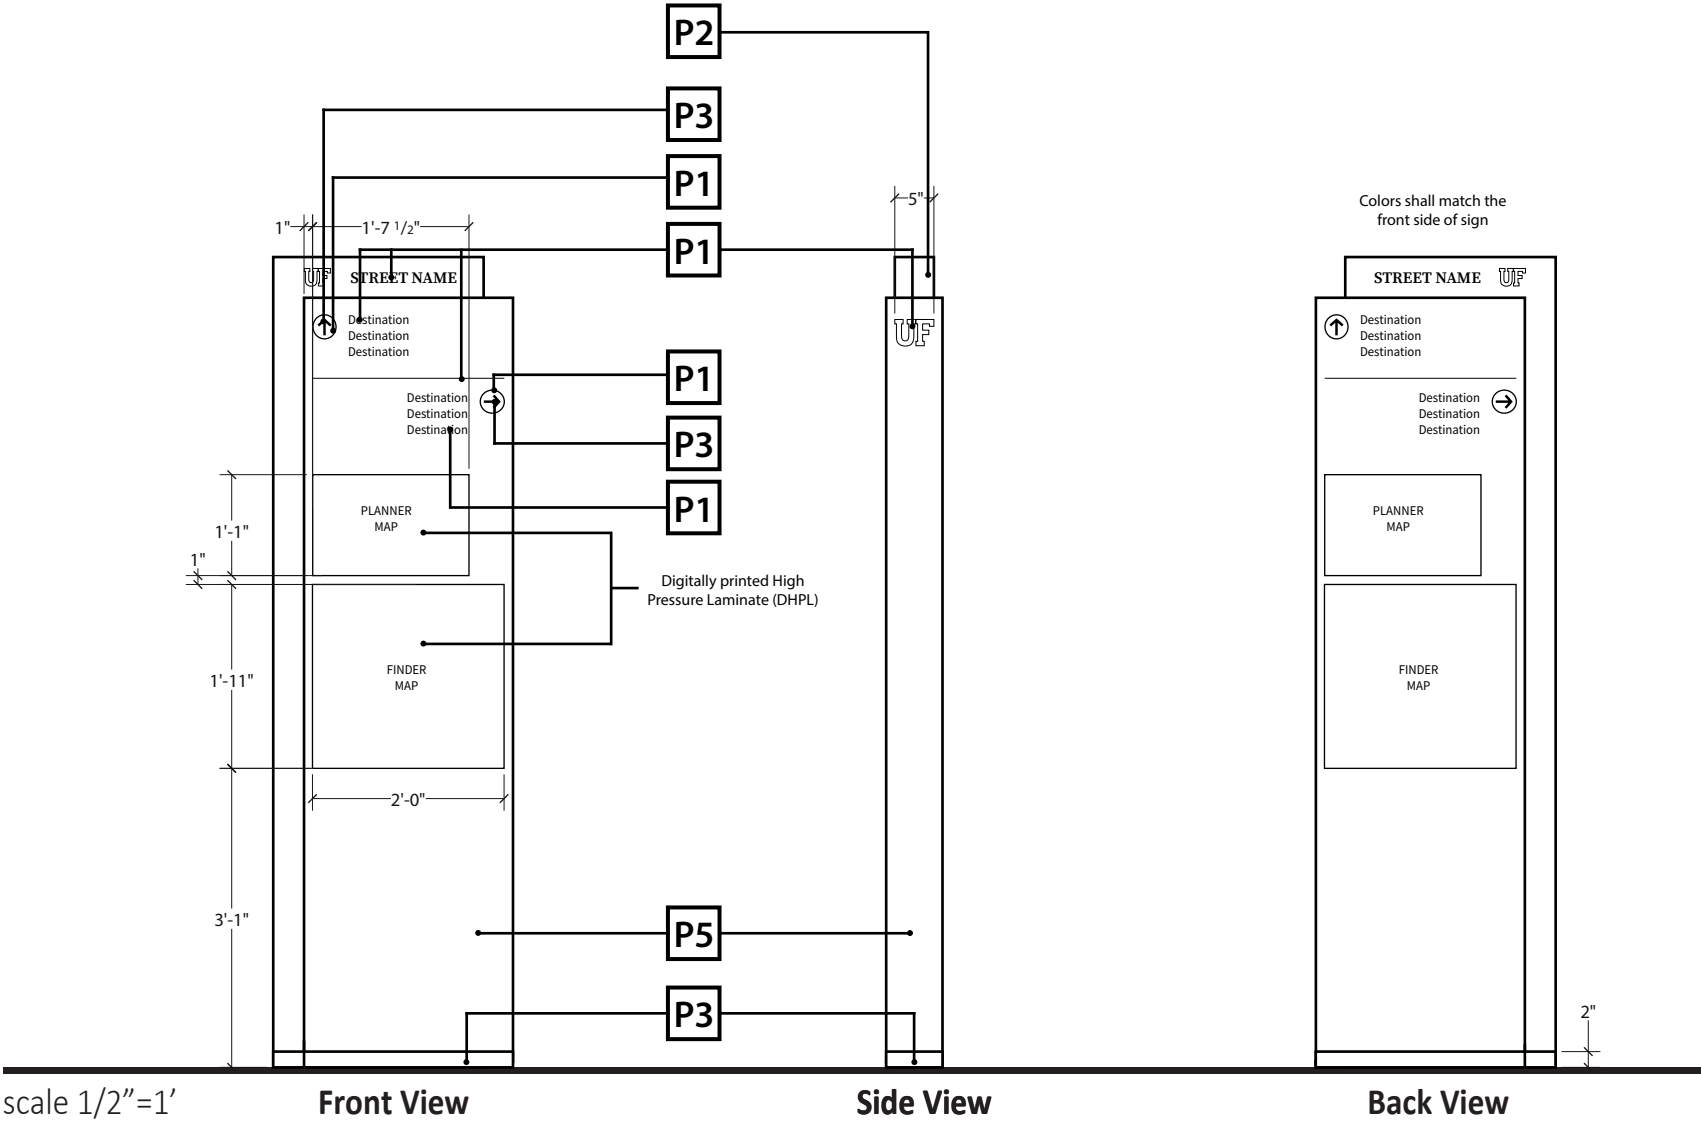 P2
P3
P1
5"
Colors shall match the
front side of sign
1"
1'-7 1/2"
P1
UF
STREET NAME
STREET NAME
UF
Destination
Destination
Destination
UF
Destination
Destination
Destination
P1
Destination
Destination
Destination
Destination
Destination
Destination
P3
P1
PLANNER
MAP
PLANNER
MAP
1'-1"
1"
Digitally printed High
Pressure Laminate (DHPL)
FINDER
MAP
FINDER
MAP
1'-11"
2'-0"
3'-1"
P5
P3
2"
scale 1/2”=1’
Front View
Side View
Back View